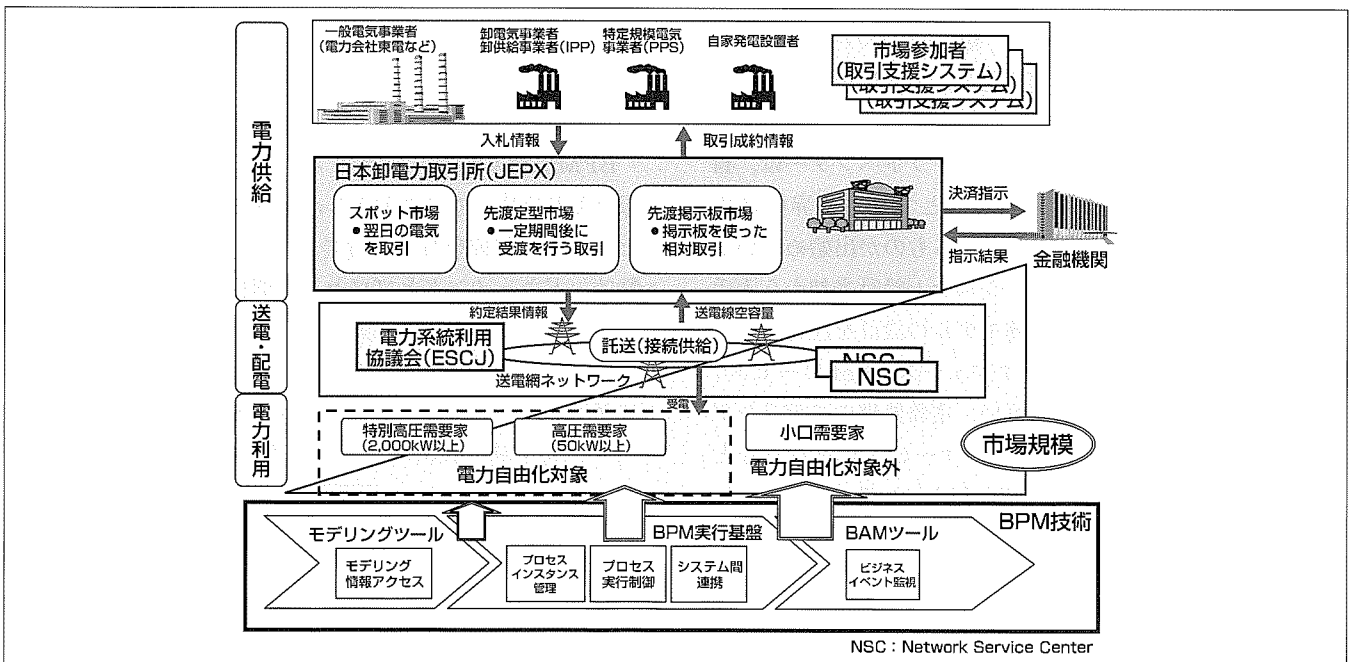 一般電気事業者
(電力会社東電など)
卸電気事業者
卸供給事業者(IPP)
特定規模電気
事業者(PPS)
自家発電設置者
市場参加者
(取引支援システム)
(取引支援システム)
電力供給
入札情報
取引成約情報
日本卸電力取引所(JEPX)
スポット市場
● 翌日の電気
を取引
先渡定型市場
● 一定期間後に
受渡を行う取引
先渡掲示板市場
● 掲示板を使った
相対取引
決済指示
指示結果
金融機関
送電・配電
約定結果情報
送電線空容量
電力系統利用
協議会(ESCJ)
託送(接続供給)
NSC
NSC
送電網ネットワーク
電力利用
受電
特別高圧需要家
(2,000kW以上)
高圧需要家
(50kW以上)
小口需要家
市場規模
電力自由化対象
電力自由化対象外
BPM技術
モデリングツール
BPM実行基盤
BAMツール
モデリング
情報アクセス
プロセス
インスタンス
管理
プロセス
実行制御
システム間
連携
ビジネス
イベント監視
NSC : Network Service Center